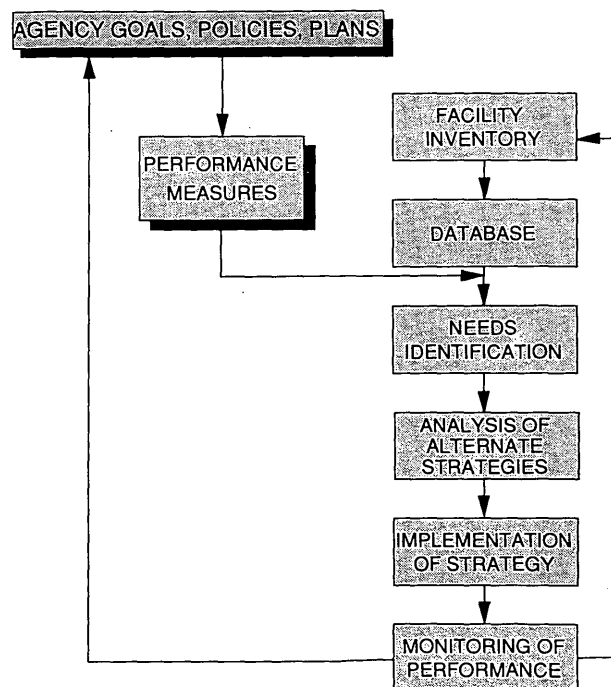 AGENCY GOALS, POLICIES, PLANS
PERFORMANCE
MEASURES
FACILITY
INVENTORY
DATABASE
NEEDS
IDENTIFICATION
ANALYSIS OF
ALTERNATE
STRATEGIES
IMPLEMENTATION
OF STRATEGY
MONITORING OF
PERFORMANCE